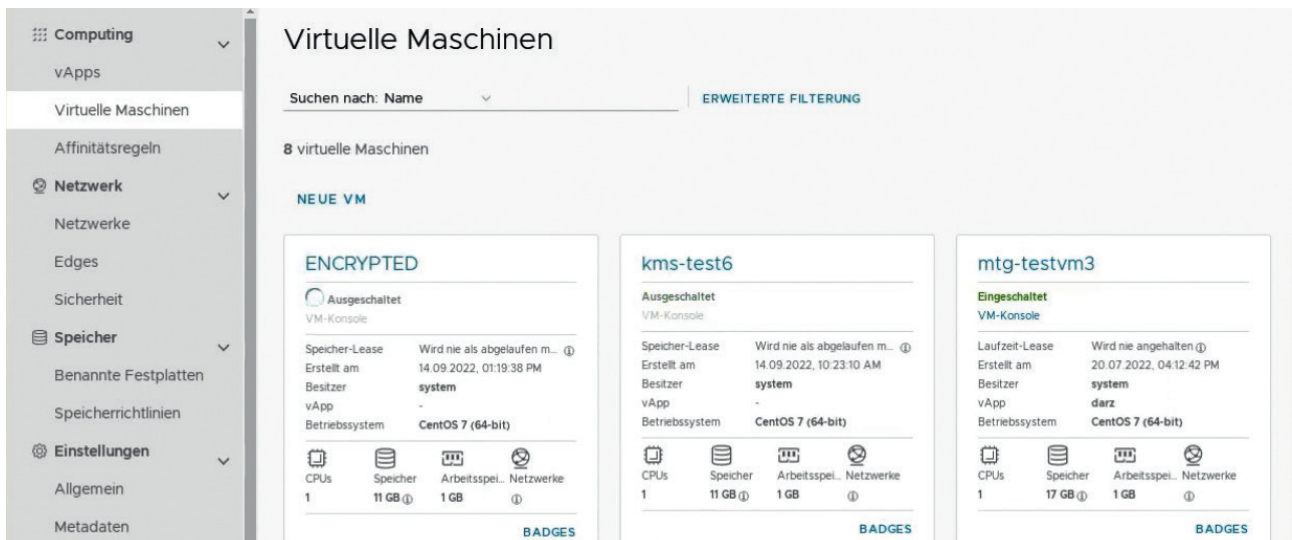 Computing
vApps
Virtuelle Maschinen
Affinitätsregeln
Netzwerk
Netzwerke
Edges
Sicherheit
Speicher
Benannte Festplatten
Speicherrichtlinien
Einstellungen
Allgemein
Metadaten
Virtuelle Maschinen
Suchen nach: Name
ERWEITERTE FILTERUNG
8 virtuelle Maschinen
NEUE VM
ENCRYPTED
Ausgeschaltet
VM-Konsole
Speicher-Lease Wird nie als abgelaufen m...
Erstellt am 14.09.2022, 01:19:38 PM
Besitzer system
vApp -
Betriebssystem CentOS 7 (64-bit)
CPUs Speicher Arbeitsspei... Netzwerke
1 11 GB 1 GB
BADGES
kms-test6
Ausgeschaltet
VM-Konsole
Speicher-Lease Wird nie als abgelaufen m...
Erstellt am 14.09.2022, 10:23:10 AM
Besitzer system
vApp -
Betriebssystem CentOS 7 (64-bit)
CPUs Speicher Arbeitsspei... Netzwerke
1 11 GB 1 GB
BADGES
mtg-testvm3
Eingeschaltet
VM-Konsole
Laufzeit-Lease Wird nie angehalten
Erstellt am 20.07.2022, 04:12:42 PM
Besitzer system
vApp darz
Betriebssystem CentOS 7 (64-bit)
CPUs Speicher Arbeitsspei... Netzwerke
1 17 GB 1 GB
BADGES